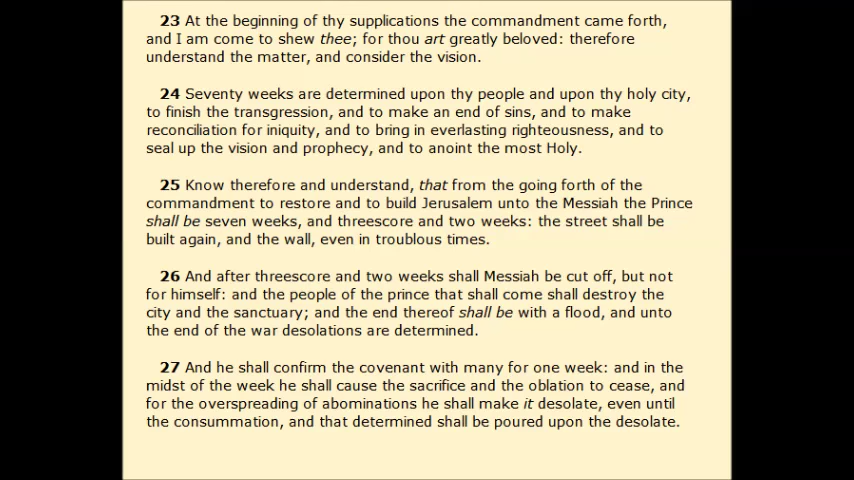 23 At the beginning of thy supplications the commandment came forth,
and I am come to shew thee; for thou art greatly beloved: therefore
understand the matter, and consider the vision.
24 Seventy weeks are determined upon thy people and upon thy holy city,
to finish the transgression, and to make an end of sins, and to make
reconciliation for iniquity, and to bring in everlasting righteousness, and to
seal up the vision and prophecy, and to anoint the most Holy.
25 Know therefore and understand, that from the going forth of the
commandment to restore and to build Jerusalem unto the Messiah the Prince
shall be seven weeks, and threescore and two weeks: the street shall be
built again, and the wall, even in troublous times.
26 And after threescore and two weeks shall Messiah be cut off, but not
for himself: and the people of the prince that shall come shall destroy the
city and the sanctuary; and the end thereof shall be with a flood, and unto
the end of the war desolations are determined.
27 And he shall confirm the covenant with many for one week: and in the
midst of the week he shall cause the sacrifice and the oblation to cease, and
for the overspreading of abominations he shall make it desolate, even until
the consummation, and that determined shall be poured upon the desolate.